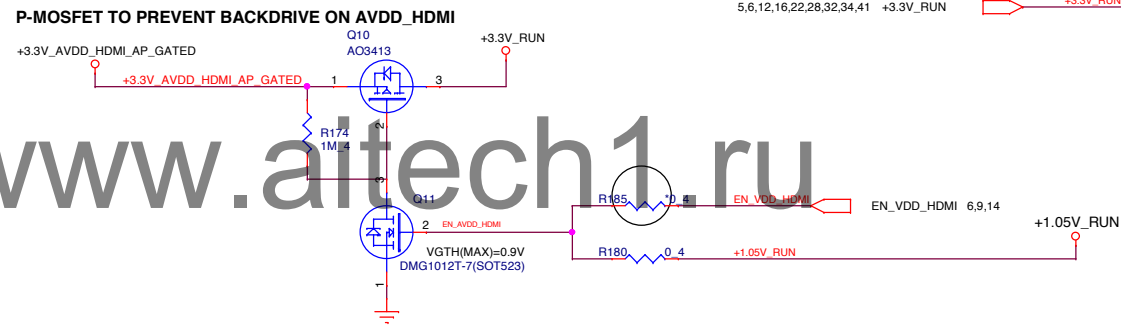 P-MOSFET TO PREVENT BACKDRIVE ON AVDD_HDMI
5,6,12,16,22,28,32,34,41 +3.3V_RUN
+3.3V_RUN
Q10
AO3413
+3.3V_AVDD_HDMI_AP_GATED
+3.3V_RUN
+3.3V_AVDD_HDMI_AP_GATED
1
3
2
R174
1M_4
www.aitech1.ru
3
Q11
R185
*0_4
EN_VDD_HDMI
EN_VDD_HDMI 6,9,14
2
EN_AVDD_HDMI
+1.05V_RUN
VGTH(MAX)=0.9V
DMG1012T-7(SOT523)
R180
0_4
+1.05V_RUN
1